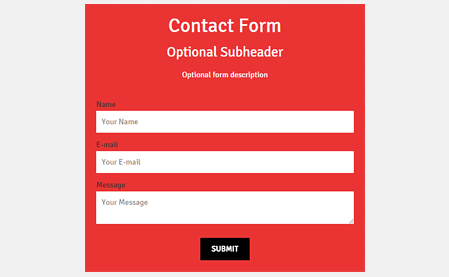 Contact Form
Optional Subheader
Optional form description
Name
Your Name
E-mail
Your E-mail
Message
Your Message
SUBMIT